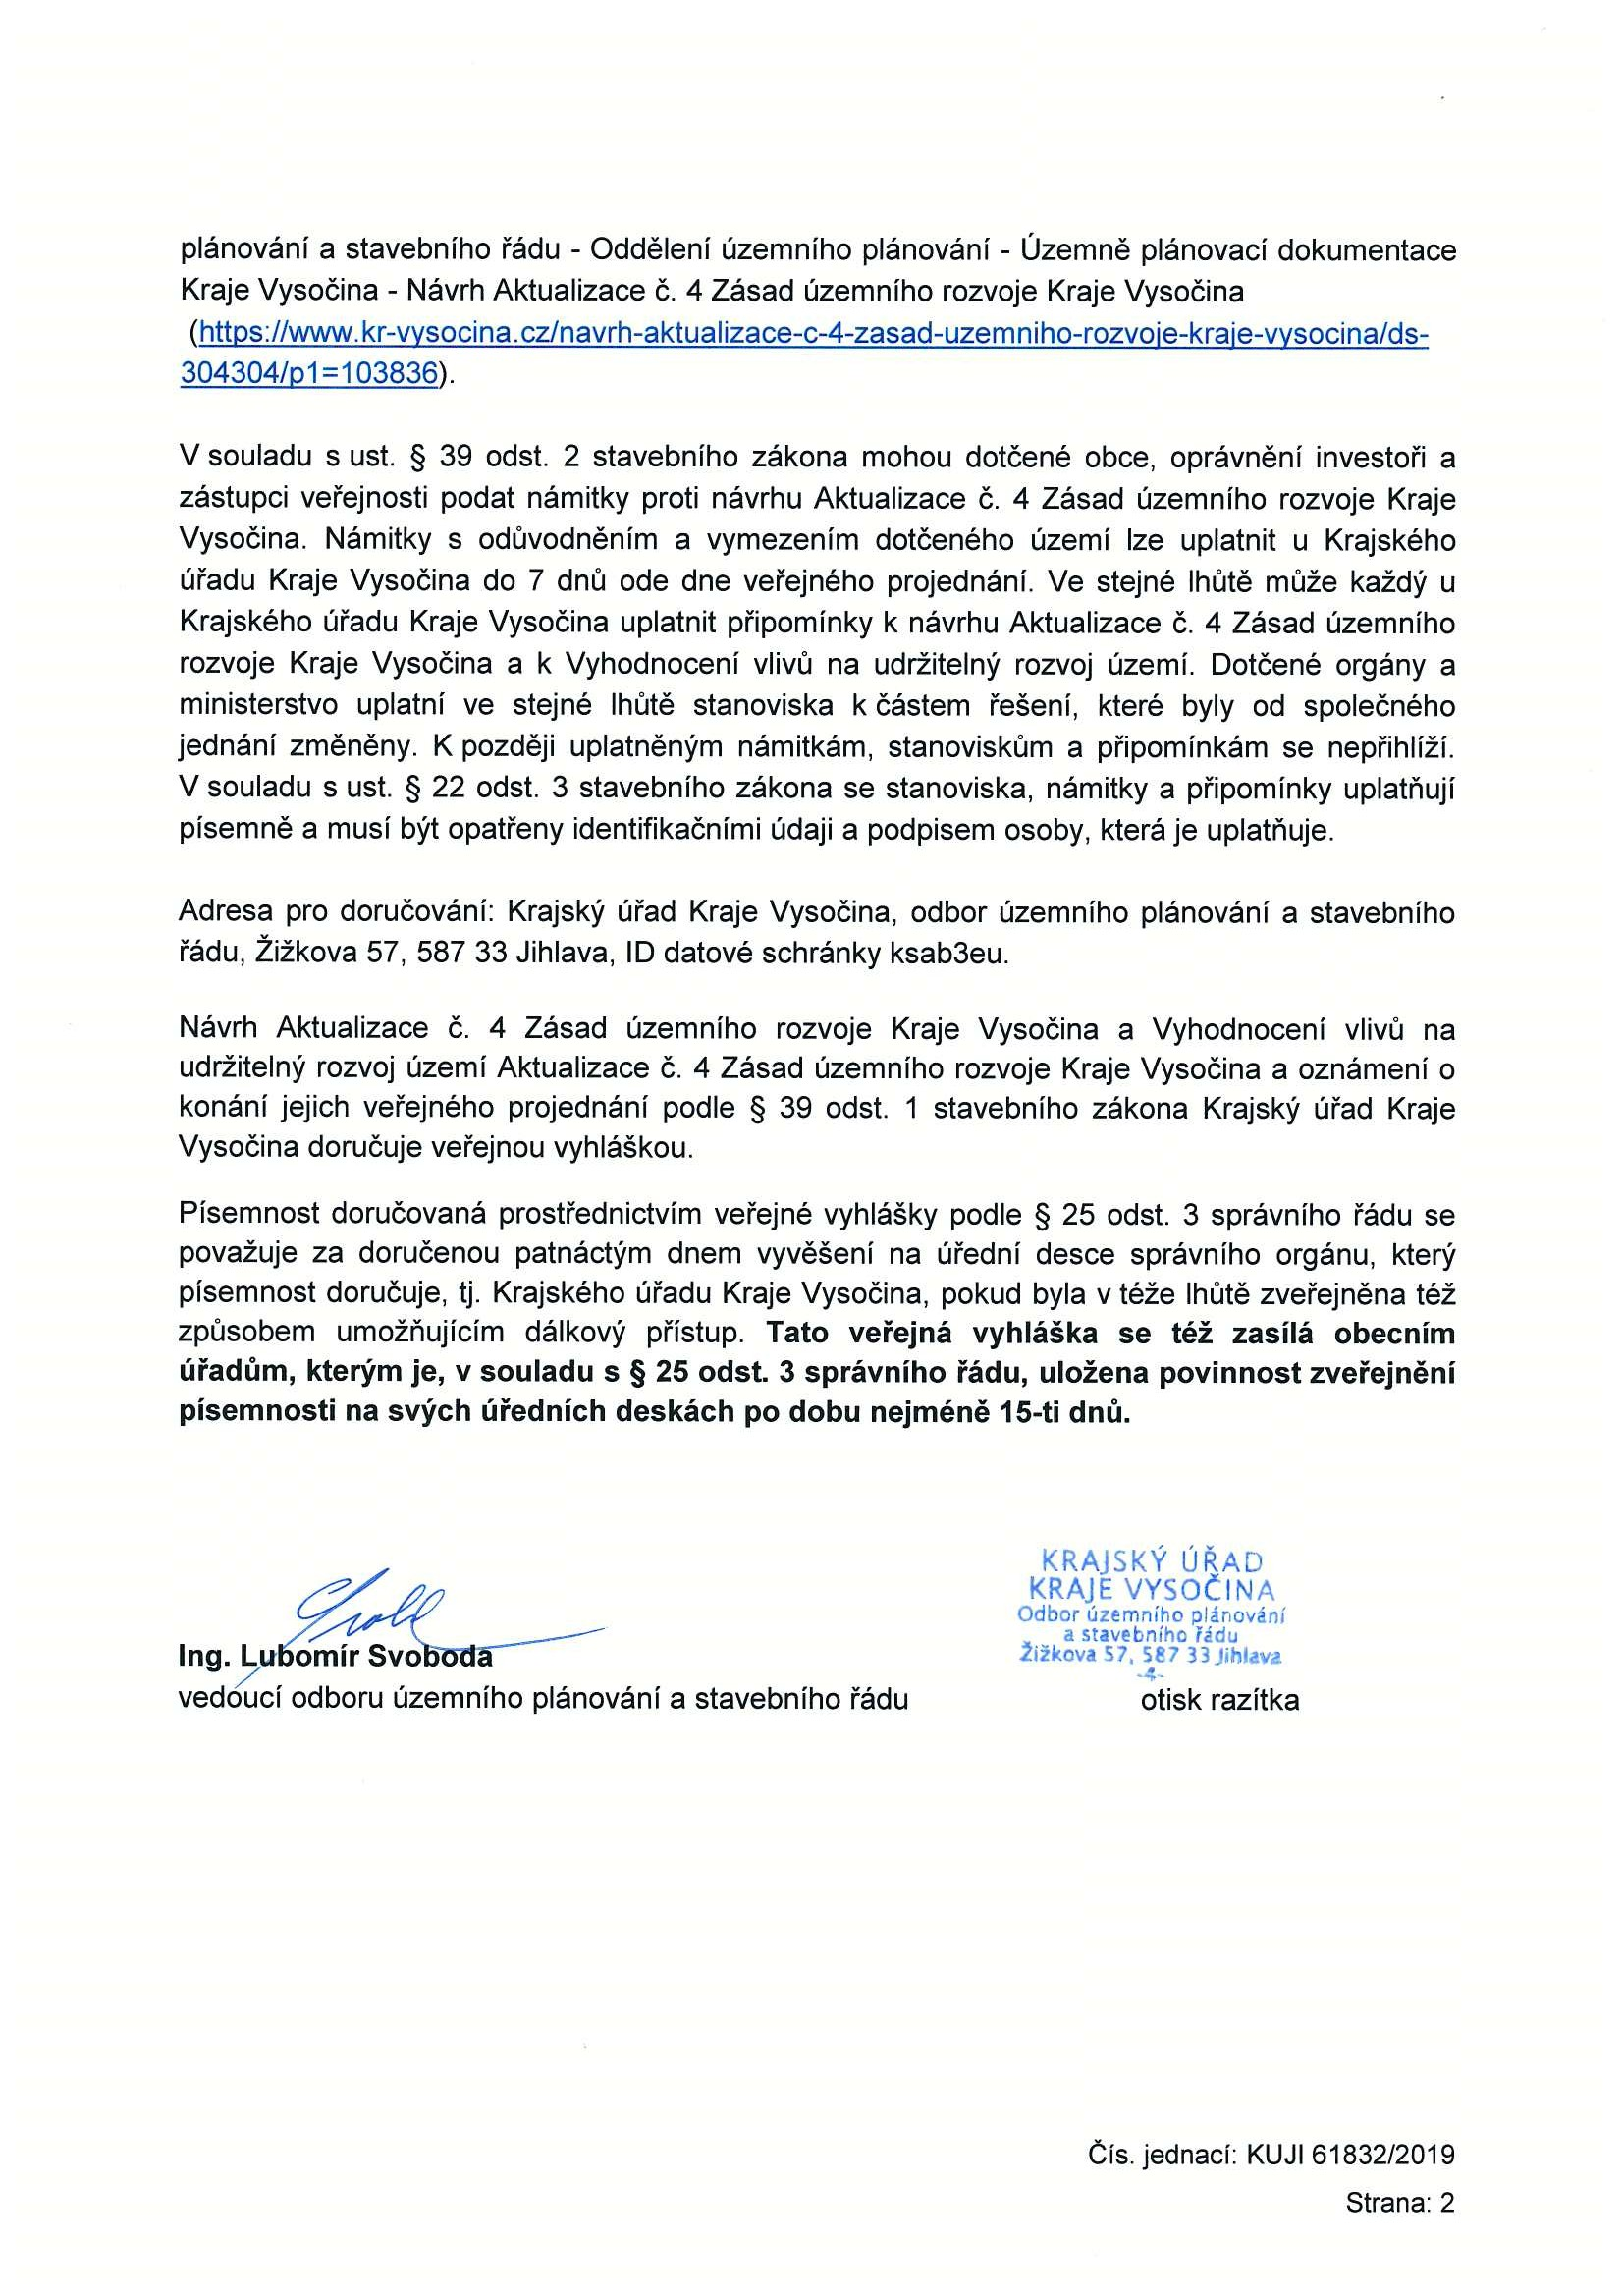 plánování a stavebního řádu - Oddělení územního plánování - Územně plánovací dokumentace
Kraje Vysočina - Návrh Aktualizace č. 4 Zásad územního rozvoje Kraje Vysočina
(https://www.kr-vysocina.cz/navrh-aktualizace-c-4-zasad-uzemniho-rozvoje-kraje-vysocina/ds-
304304/p1=103836).
V souladu s ust. § 39 odst. 2 stavebního zákona mohou dotčené obce, oprávnění investoři a
zástupci veřejnosti podat námitky proti návrhu Aktualizace č. 4 Zásad územního rozvoje Kraje
Vysočina. Námitky s odůvodněním a vymezením dotčeného území lze uplatnit u Krajského
úřadu Kraje Vysočina do 7 dnů ode dne veřejného projednání. Ve stejné lhůtě může každý u
Krajského úřadu Kraje Vysočina uplatnit připomínky k návrhu Aktualizace č. 4 Zásad územního
rozvoje Kraje Vysočina a k Vyhodnocení vlivů na udržitelný rozvoj území. Dotčené orgány a
ministerstvo uplatní ve stejné lhůtě stanoviska k částem řešení, které byly od společného
jednání změněny. K později uplatněným námitkám, stanoviskům a připomínkám se nepřihlíží.
V souladu s ust. § 22 odst. 3 stavebního zákona se stanoviska, námitky a připomínky uplatňují
písemně a musí být opatřeny identifikačními údaji a podpisem osoby, která je uplatňuje.
Adresa pro doručování: Krajský úřad Kraje Vysočina, odbor územního plánování a stavebního
řádu, Žižkova 57, 587 33 Jihlava, ID datové schránky ksab3eu.
Návrh Aktualizace č. 4 Zásad územního rozvoje Kraje Vysočina a Vyhodnocení vlivů na
udržitelný rozvoj území Aktualizace č. 4 Zásad územního rozvoje Kraje Vysočina a oznámení o
konání jejich veřejného projednání podle § 39 odst. 1 stavebního zákona Krajský úřad Kraje
Vysočina doručuje veřejnou vyhláškou.
Písemnost doručovaná prostřednictvím veřejné vyhlášky podle § 25 odst. 3 správního řádu se
považuje za doručenou patnáctým dnem vyvěšení na úřední desce správního orgánu, který
písemnost doručuje, tj. Krajského úřadu Kraje Vysočina, pokud byla v téže lhůtě zveřejněna též
způsobem umožňujícím dálkový přístup. Tato veřejná vyhláška se též zasílá obecním
úřadům, kterým je, v souladu s § 25 odst. 3 správního řádu, uložena povinnost zveřejnění
písemnosti na svých úředních deskách po dobu nejméně 15-ti dnů.
KRAJSKÝ ÚŘAD
KRAJE VYSOČINA
Odbor územního plánování
a stavebního řádu
Žižkova 57, 587 33 Jihlava
-4-
Ing. Lubomír Svoboda
vedoucí odboru územního plánování a stavebního řádu
otisk razítka
Čís. jednací: KUJI 61832/2019
Strana: 2